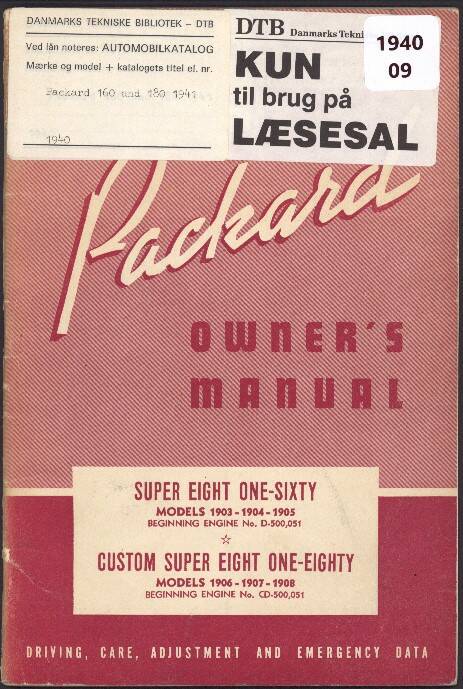 DANMARKS TEKNISKE BIBLIOTEK – DTB
Ved lån noteres: AUTOMOBILKATALOG
Mærke og model + katalogets titel el. nr.
Packard 160 and 180 1941
1940
DTB Danmarks Tekni
KUN
til brug på
LÆSESAL
1940
09
Packard
OWNER'S
MANUAL
SUPER EIGHT ONE-SIXTY
MODELS 1903-1904-1905
BEGINNING ENGINE No. D-500,051
☆
CUSTOM SUPER EIGHT ONE-EIGHTY
MODELS 1906-1907-1908
BEGINNING ENGINE No. CD-500,051
DRIVING, CARE, ADJUSTMENT AND EMERGENCY DATA